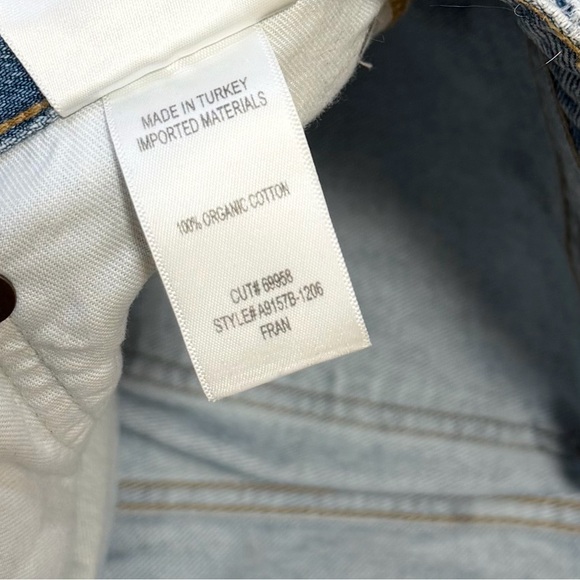 MADE IN TURKEY
IMPORTED MATERIALS
100% ORGANIC COTTON
CUT# 69958
STYLE# A9157B-1206
FRAN